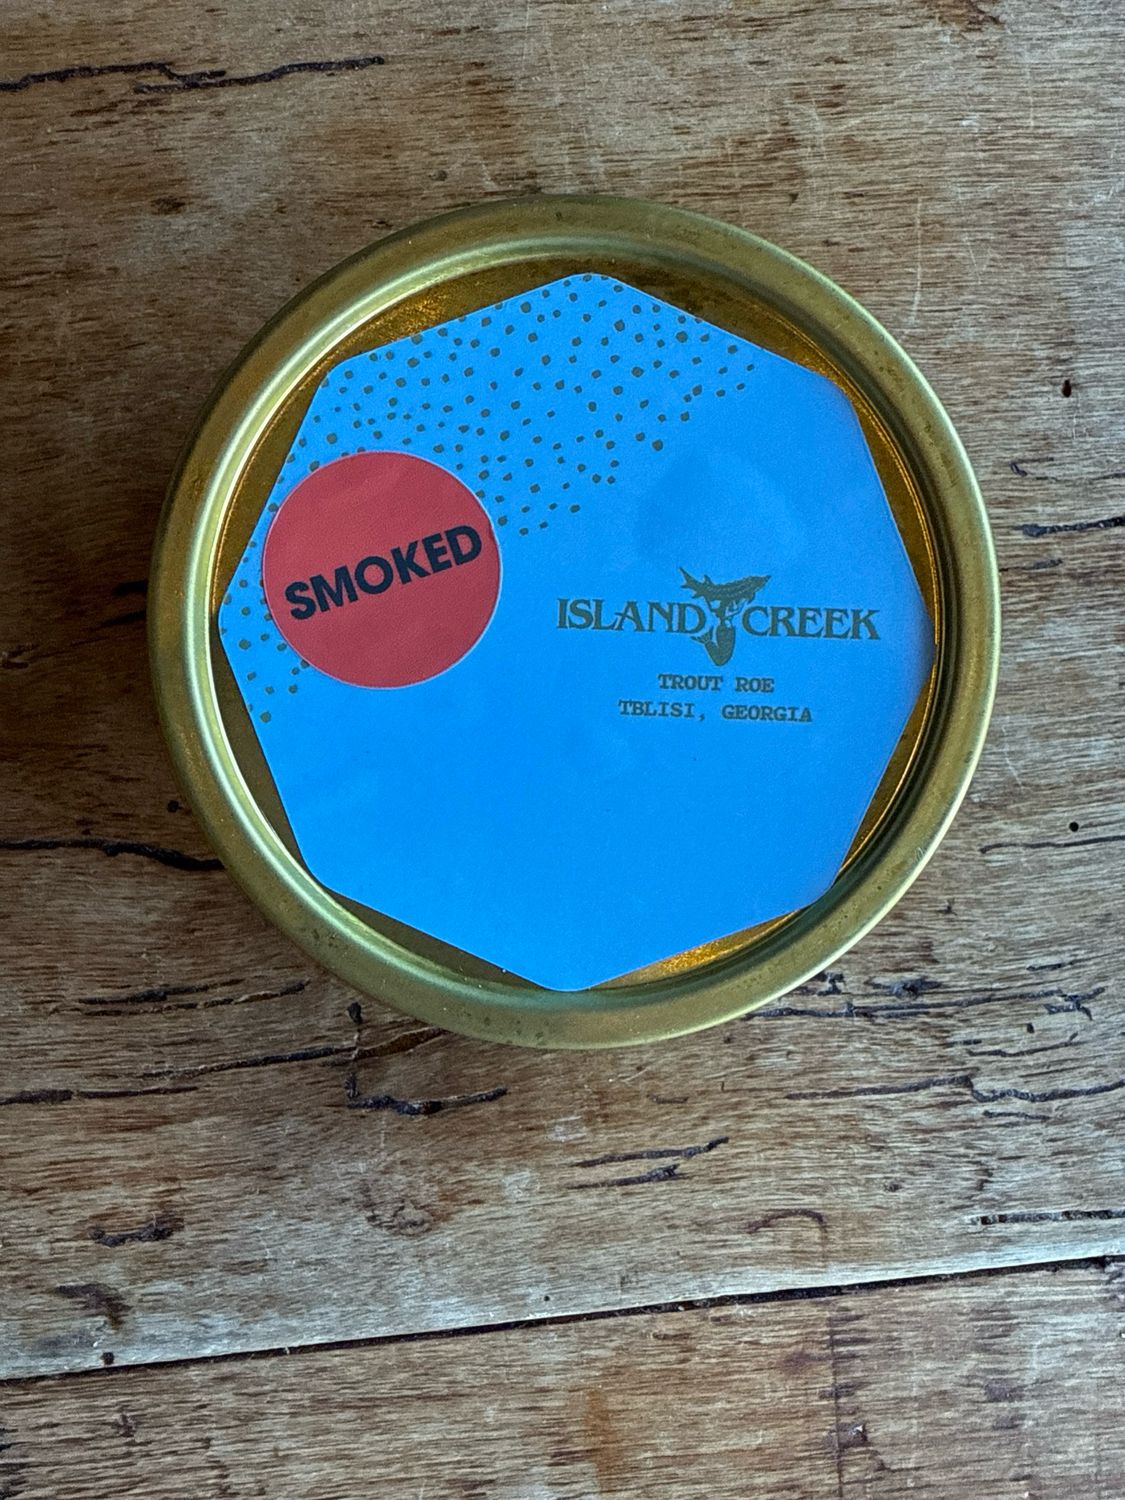 SMOKED
ISLAND CREEK
TROUT ROE
TBLISI, GEORGIA